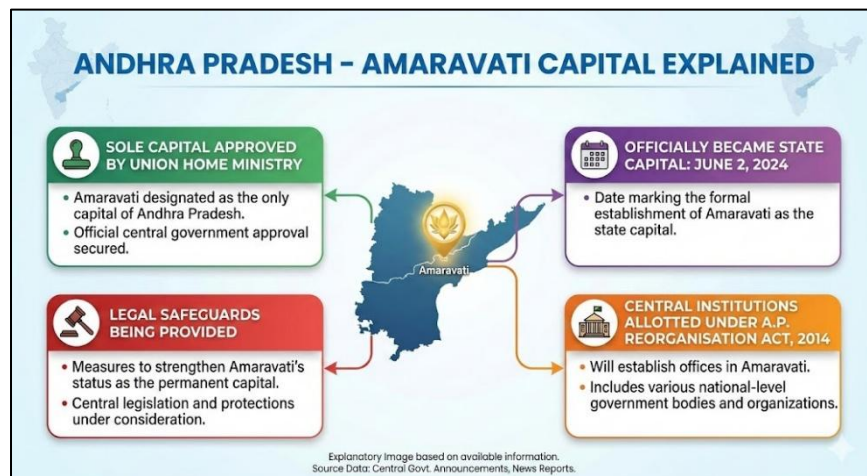 ANDHRA PRADESH – AMARAVATI CAPITAL EXPLAINED
SOLE CAPITAL APPROVED
BY UNION HOME MINISTRY
• Amaravati designated as the only
capital of Andhra Pradesh.
• Official central government approval
secured.
OFFICIALLY BECAME STATE
CAPITAL: JUNE 2, 2024
• Date marking the formal
establishment of Amaravati as the
state capital.
Amaravati
LEGAL SAFEGUARDS
BEING PROVIDED
• Measures to strengthen Amaravati's
status as the permanent capital.
• Central legislation and protections
under consideration.
CENTRAL INSTITUTIONS
ALLOTTED UNDER A.P.
REORGANISATION ACT, 2014
• Will establish offices in Amaravati.
• Includes various national-level
government bodies and organizations.
Explanatory Image based on available information.
Source Data: Central Govt. Announcements, News Reports.